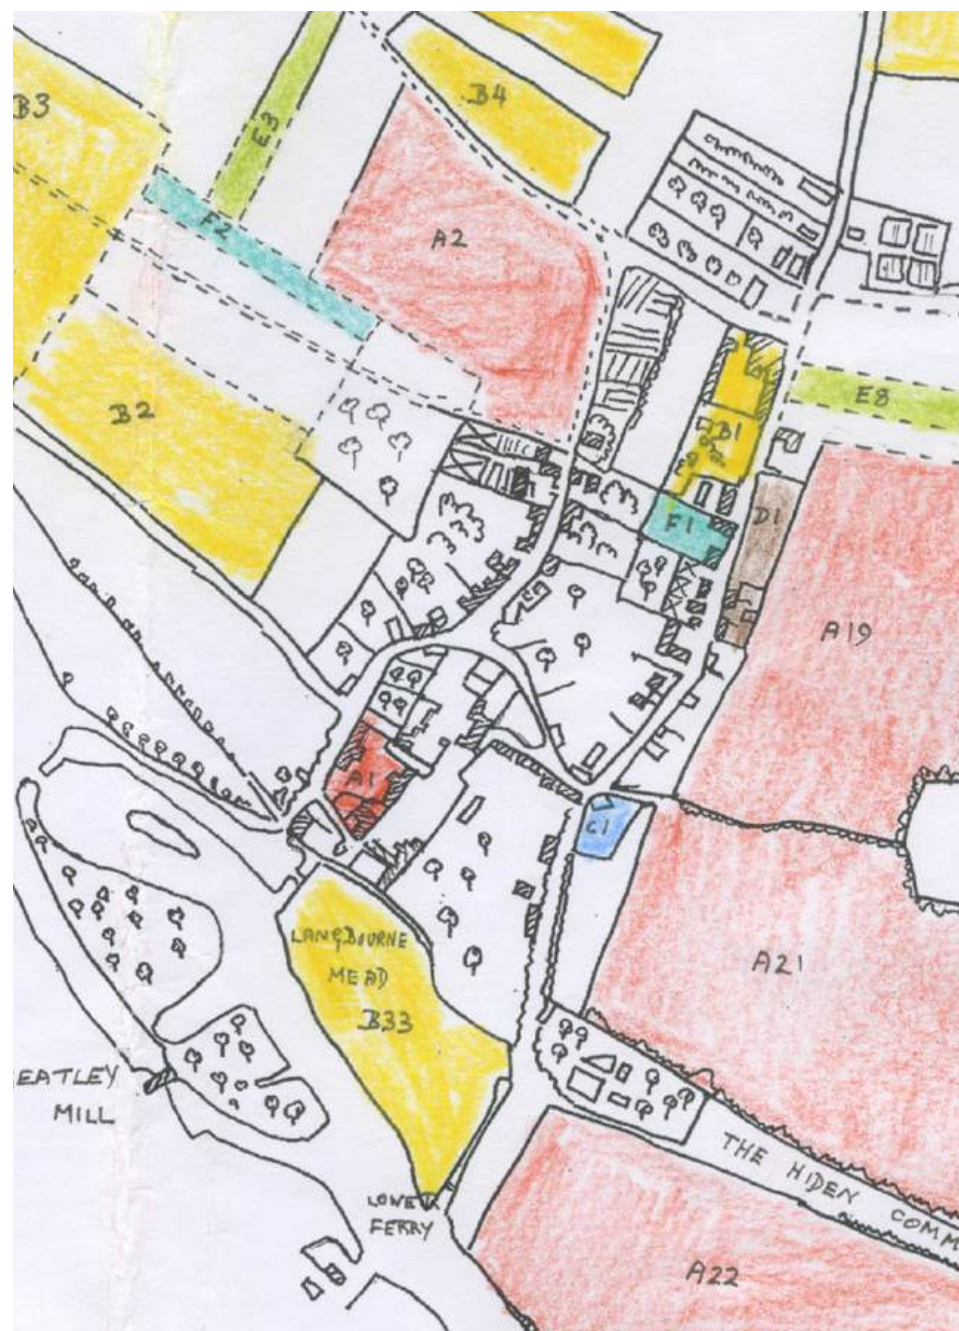 B3
B4
E3
F2
A2
B2
E8
B1
F1
D1
A19
A1
C1
LANGBOURNE
MEAD
B33
A21
EATLEY
MILL
THE HIDEN COMM
LOWER
FERRY
A22